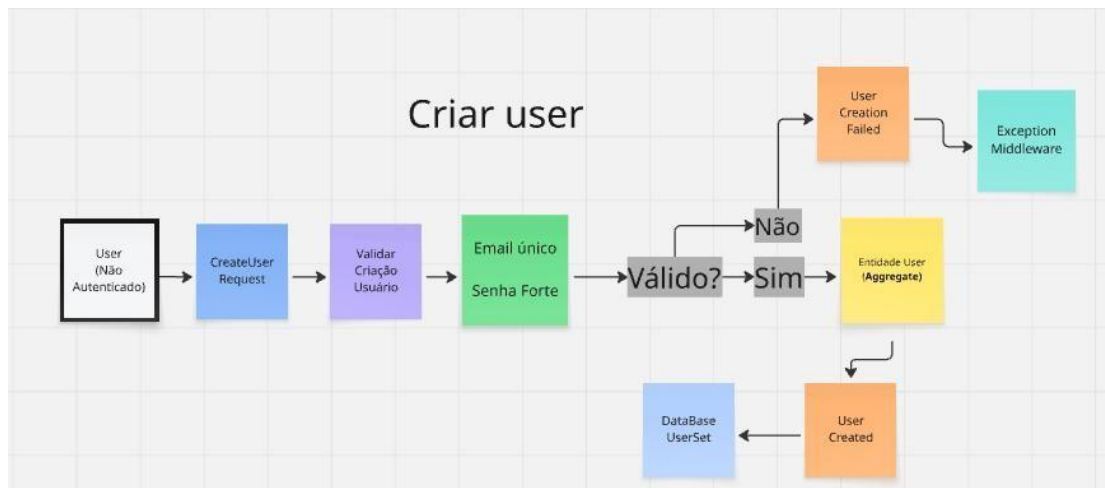 Criar user
User
(Não
Autenticado)
CreateUser
Request
Validar
Criação
Usuário
Email único
Senha Forte
Válido?
Não
Sim
User
Creation
Failed
Exception
Middleware
Entidade User
(Aggregate)
User
Created
DataBase
UserSet